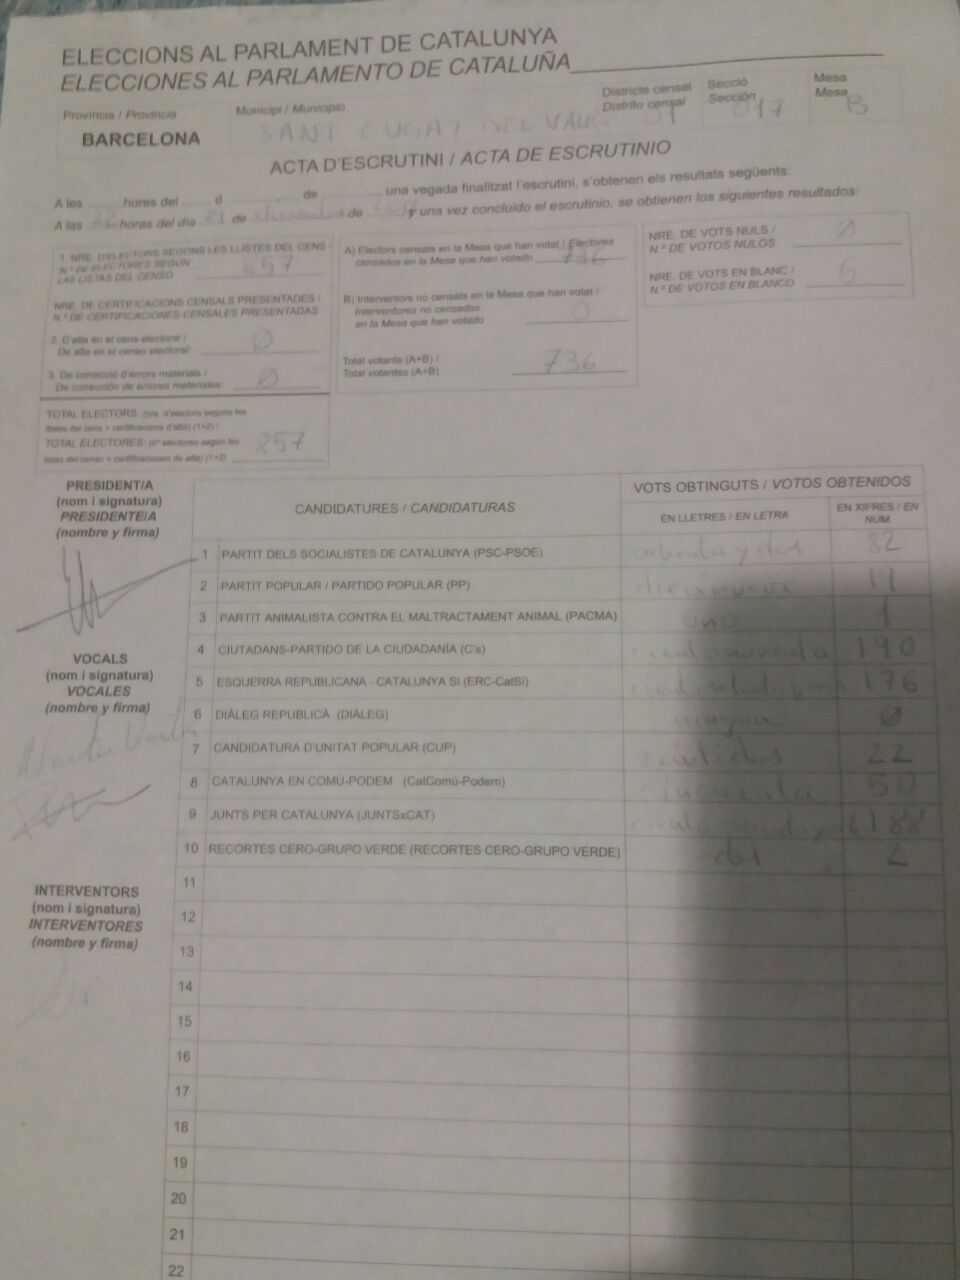 ELECCIONS AL PARLAMENT DE CATALUNYA
ELECCIONES AL PARLAMENTO DE CATALUÑA
Provincia / Provincia
BARCELONA
Municipi / Municipio
SANT CUGAT DEL VALLES
Districte censal
Distrito censal 01
Secció
Sección 017
Mesa
Mesa B
ACTA D'ESCRUTINI / ACTA DE ESCRUTINIO
A les ........ hores del ....... d ................ de ............, una vegada finalitzat l'escrutini, s'obtenen els resultats següents:
A las horas del día 21 de de y una vez concluido el escrutinio, se obtienen los siguientes resultados:
1. NRE. D'ELECTORS SEGONS LES LLISTES DEL CENS /
N.º DE ELECTORES SEGÚN
LAS LISTAS DEL CENSO 857
NRE. DE CERTIFICACIONS CENSALS PRESENTADES /
N.º DE CERTIFICACIONES CENSALES PRESENTADAS
2. D'alta en el cens electoral /
De alta en el censo electoral: 0
3. De correcció d'errors materials /
De corrección de errores materiales: 0
TOTAL ELECTORS: (nre. d'electors segons les
llistes del cens + certificacions d'alta) (1+2) /
TOTAL ELECTORES: (nº electores según las
listas del censo + certificaciones de alta) (1+2) 857
A) Electors censats en la Mesa que han votat / Electores
censados en la Mesa que han votado 736
B) Interventors no censats en la Mesa que han votat /
Interventores no censados
en la Mesa que han votado 0
Total votants (A+B) /
Total votantes (A+B) 736
NRE. DE VOTS NULS /
N.º DE VOTOS NULOS 0
NRE. DE VOTS EN BLANC /
N.º DE VOTOS EN BLANCO 6
PRESIDENT/A
(nom i signatura)
PRESIDENTE/A
(nombre y firma)
VOCALS
(nom i signatura)
VOCALES
(nombre y firma)
INTERVENTORS
(nom i signatura)
INTERVENTORES
(nombre y firma)
CANDIDATURES / CANDIDATURAS
VOTS OBTINGUTS / VOTOS OBTENIDOS
EN LLETRES / EN LETRA
EN XIFRES / EN
NÚM.
1 PARTIT DELS SOCIALISTES DE CATALUNYA (PSC-PSOE) ochenta y dos 82
2 PARTIT POPULAR / PARTIDO POPULAR (PP) diecinueve
3 PARTIT ANIMALISTA CONTRA EL MALTRACTAMENT ANIMAL (PACMA) uno 1
4 CIUTADANS-PARTIDO DE LA CIUDADANÍA (C's) ciento noventa 190
5 ESQUERRA REPUBLICANA - CATALUNYA SÍ (ERC-CatSí) 176
6 DIÀLEG REPUBLICÀ (DIÀLEG) 0
7 CANDIDATURA D'UNITAT POPULAR (CUP) veintidos 22
8 CATALUNYA EN COMÚ-PODEM (CatComú-Podem) cincuenta 50
9 JUNTS PER CATALUNYA (JUNTSxCAT) ciento 188
10 RECORTES CERO-GRUPO VERDE (RECORTES CERO-GRUPO VERDE) dos 2
11
12
13
14
15
16
17
18
19
20
21
22